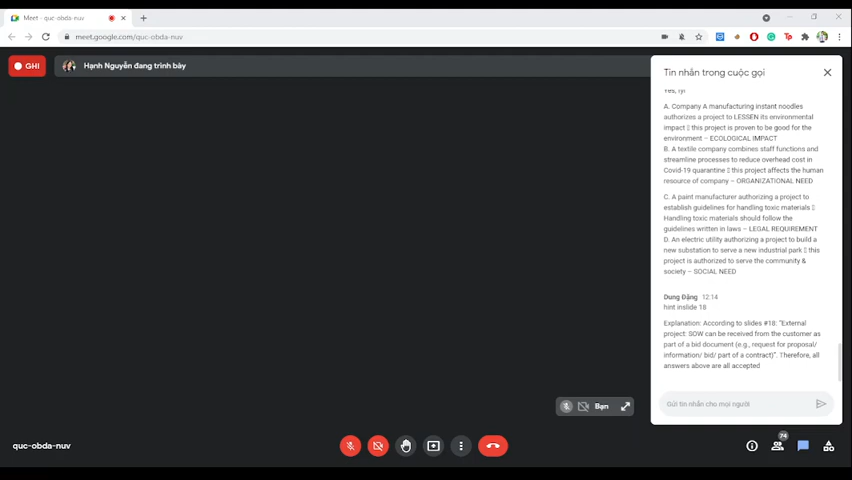 Meet - quc-obda-nuv
meet.google.com/quc-obda-nuv
GHI
Hạnh Nguyễn đang trình bày
Tin nhắn trong cuộc gọi
A. Company A manufacturing instant noodles
authorizes a project to LESSEN its environmental
impact this project is proven to be good for the
environment – ECOLOGICAL IMPACT
B. A textile company combines staff functions and
streamline processes to reduce overhead cost in
Covid-19 quarantine this project affects the human
resource of company – ORGANIZATIONAL NEED
C. A paint manufacturer authorizing a project to
establish guidelines for handling toxic materials
Handling toxic materials should follow the
guidelines written in laws – LEGAL REQUIREMENT
D. An electric utility authorizing a project to build a
new substation to serve a new industrial park this
project is authorized to serve the community &
society – SOCIAL NEED
Dung Đặng 12:14
hint inslide 18
Explanation: According to slides #18: "External
project: SOW can be received from the customer as
part of a bid document (e.g., request for proposal/
information/ bid/ part of a contract)". Therefore, all
answers above are all accepted
Gửi tin nhắn cho mọi người
Bạn
quc-obda-nuv
74